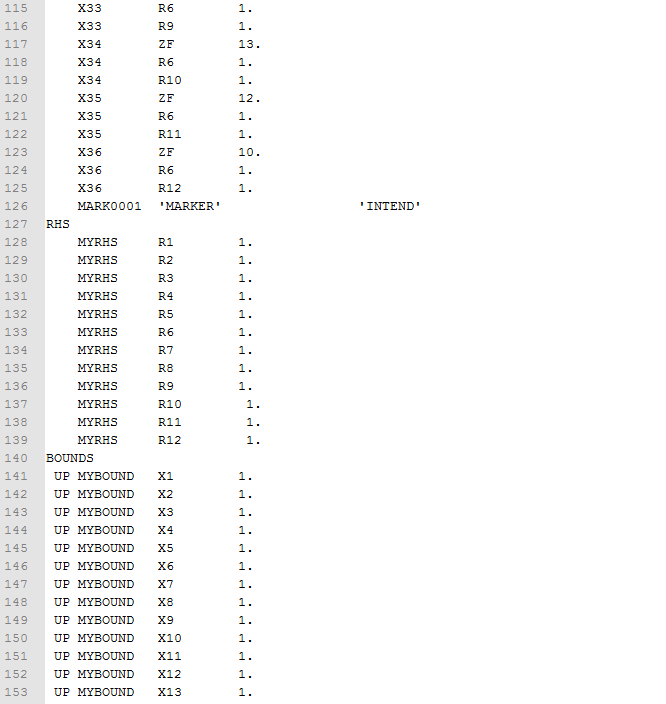 115 X33 R6 1.
116 X33 R9 1.
117 X34 ZF 13.
118 X34 R6 1.
119 X34 R10 1.
120 X35 ZF 12.
121 X35 R6 1.
122 X35 R11 1.
123 X36 ZF 10.
124 X36 R6 1.
125 X36 R12 1.
126 MARK0001 'MARKER' 'INTEND'
127 RHS
128 MYRHS R1 1.
129 MYRHS R2 1.
130 MYRHS R3 1.
131 MYRHS R4 1.
132 MYRHS R5 1.
133 MYRHS R6 1.
134 MYRHS R7 1.
135 MYRHS R8 1.
136 MYRHS R9 1.
137 MYRHS R10 1.
138 MYRHS R11 1.
139 MYRHS R12 1.
140 BOUNDS
141 UP MYBOUND X1 1.
142 UP MYBOUND X2 1.
143 UP MYBOUND X3 1.
144 UP MYBOUND X4 1.
145 UP MYBOUND X5 1.
146 UP MYBOUND X6 1.
147 UP MYBOUND X7 1.
148 UP MYBOUND X8 1.
149 UP MYBOUND X9 1.
150 UP MYBOUND X10 1.
151 UP MYBOUND X11 1.
152 UP MYBOUND X12 1.
153 UP MYBOUND X13 1.